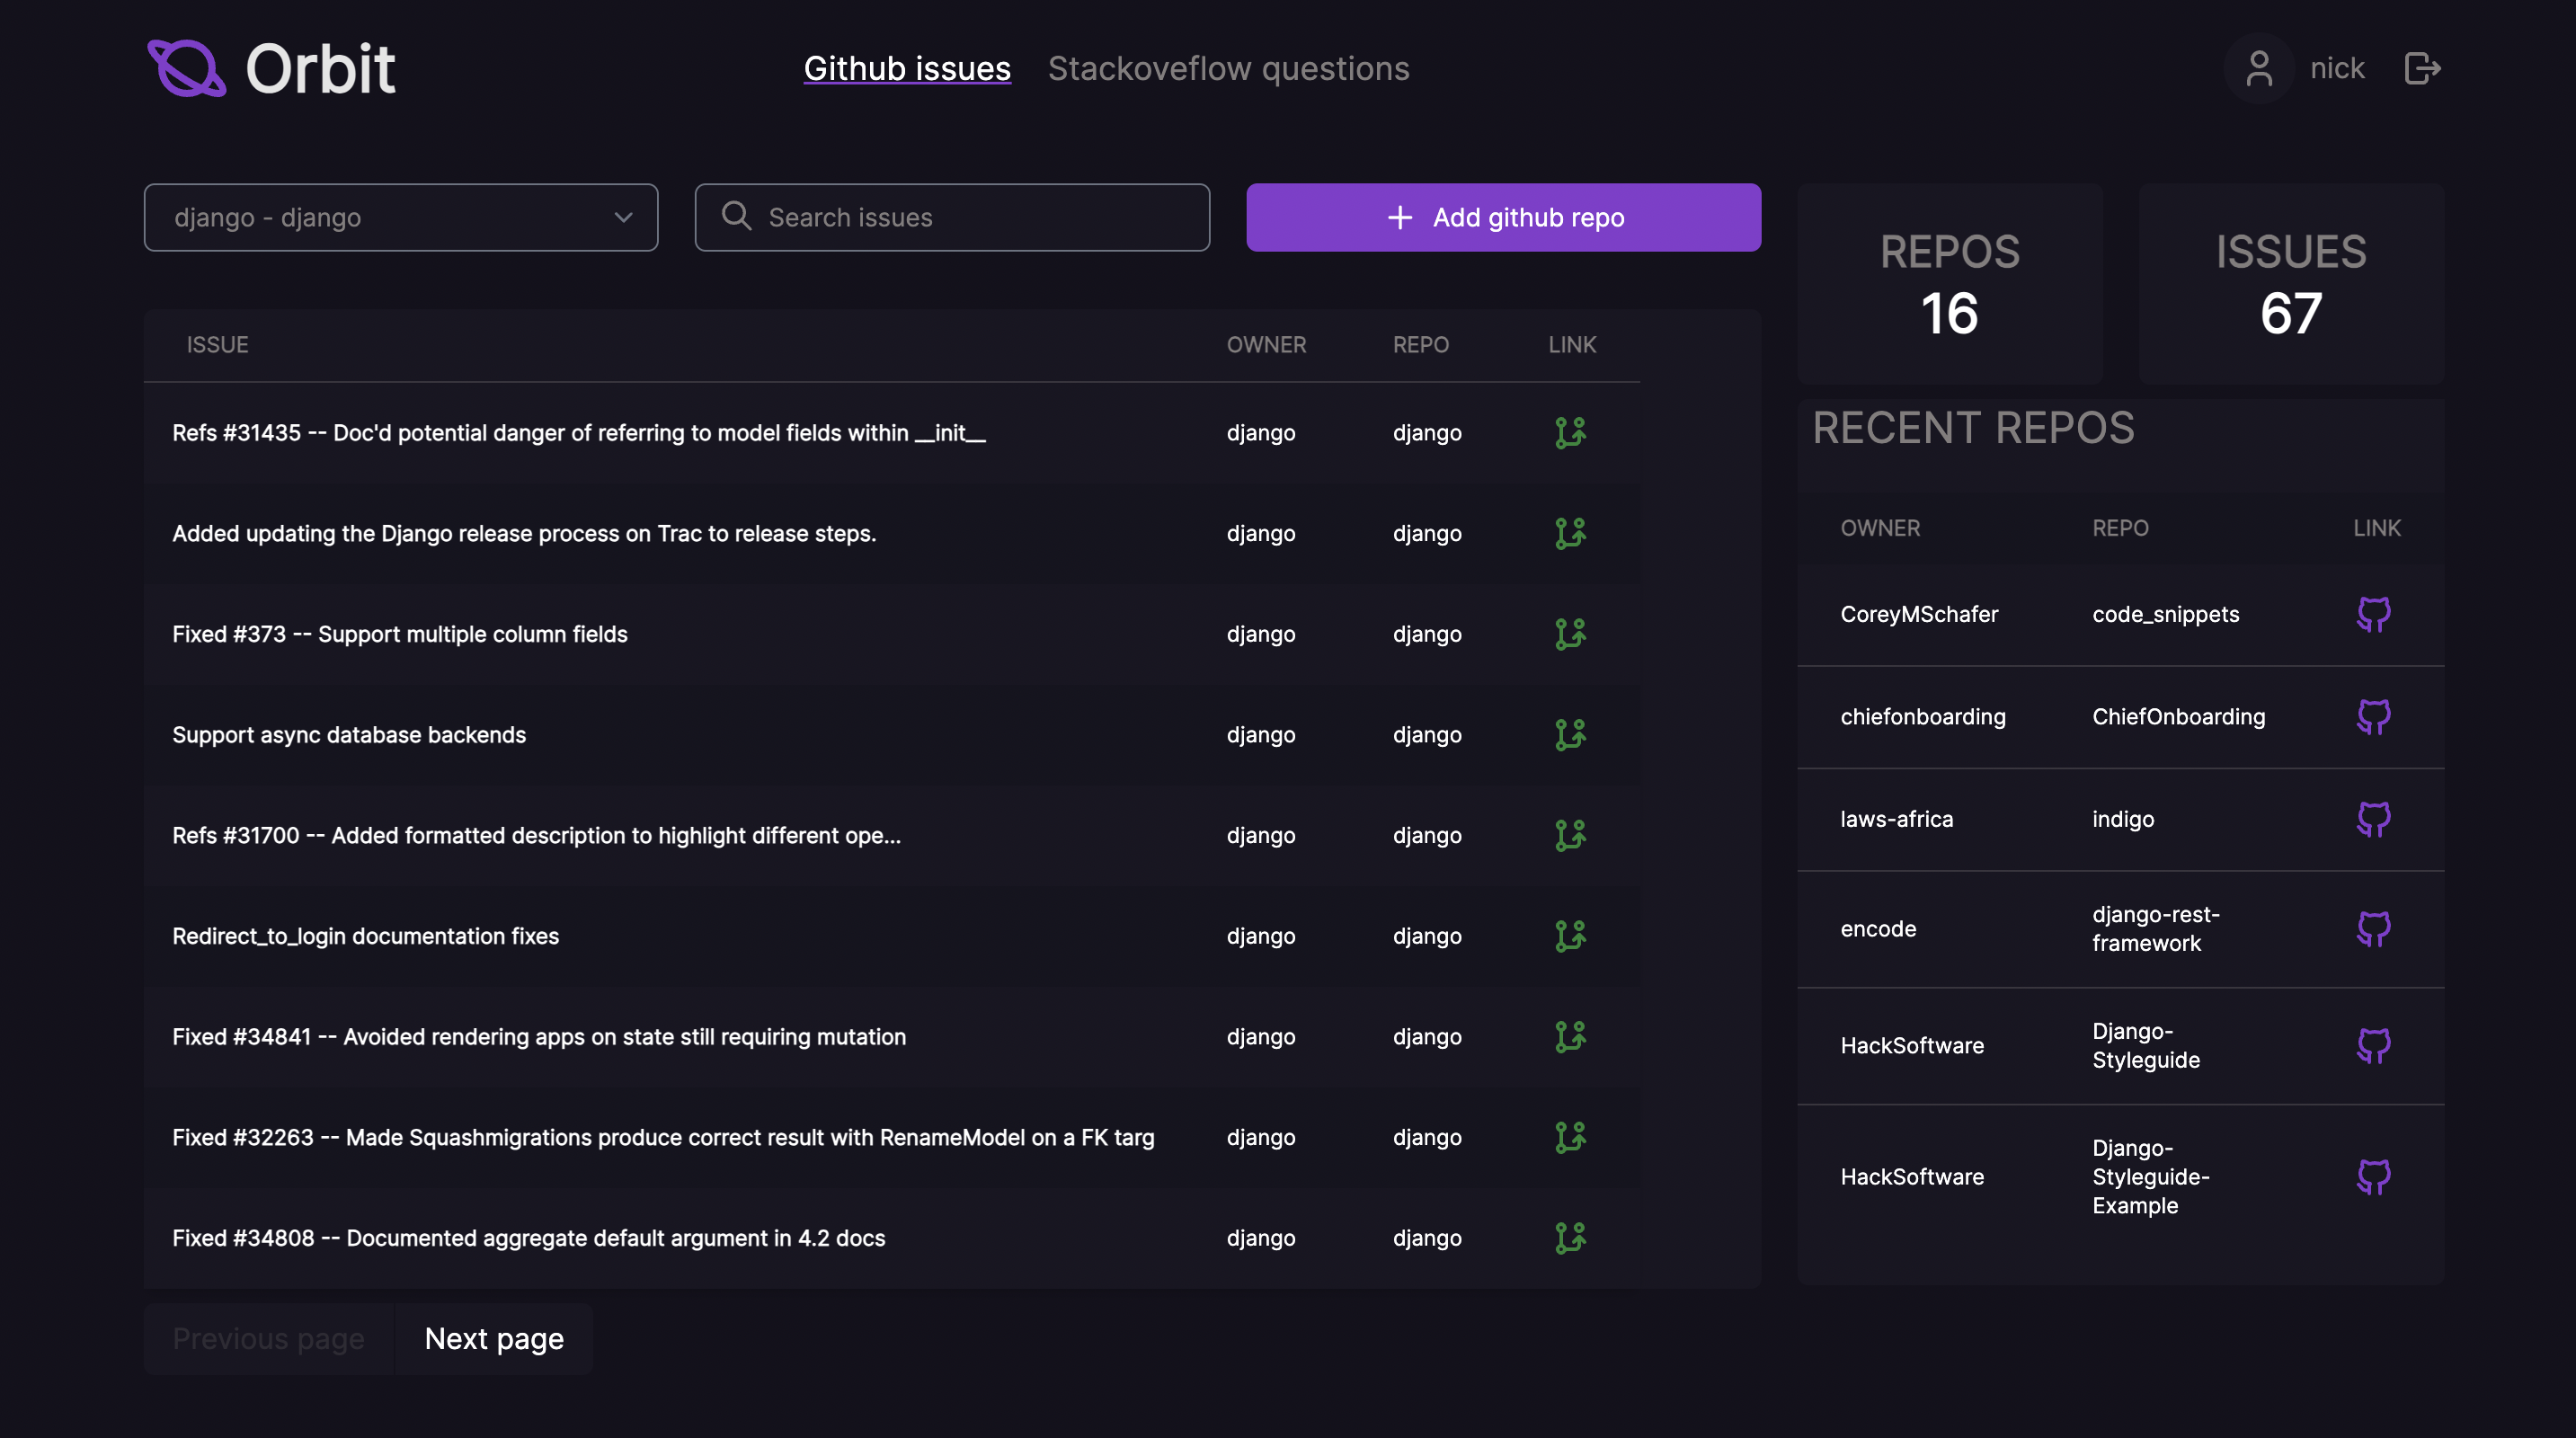 Orbit
Github issues
Stackoveflow questions
nick
django - django
Search issues
Add github repo
REPOS
16
ISSUES
67
ISSUE OWNER REPO LINK
Refs #31435 -- Doc'd potential danger of referring to model fields within __init__ django django
Added updating the Django release process on Trac to release steps. django django
Fixed #373 -- Support multiple column fields django django
Support async database backends django django
Refs #31700 -- Added formatted description to highlight different ope... django django
Redirect_to_login documentation fixes django django
Fixed #34841 -- Avoided rendering apps on state still requiring mutation django django
Fixed #32263 -- Made Squashmigrations produce correct result with RenameModel on a FK targ django django
Fixed #34808 -- Documented aggregate default argument in 4.2 docs django django
Previous page
Next page
RECENT REPOS
OWNER REPO LINK
CoreyMSchafer code_snippets
chiefonboarding ChiefOnboarding
laws-africa indigo
encode django-rest-
framework
HackSoftware Django-
Styleguide
HackSoftware Django-
Styleguide-
Example